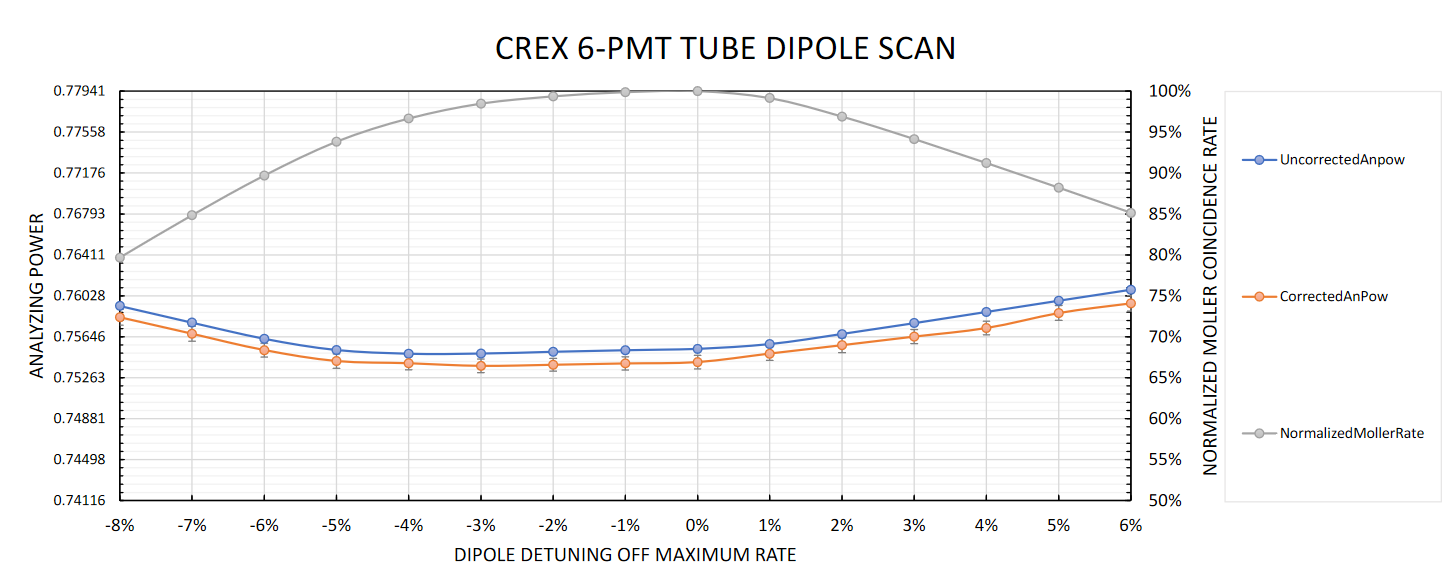 CREX 6-PMT TUBE DIPOLE SCAN
0.77941
0.77558
0.77176
0.76793
0.76411
0.76028
0.75646
0.75263
0.74881
0.74498
0.74116
ANALYZING POWER
100%
95%
90%
85%
80%
75%
70%
65%
60%
55%
50%
NORMALIZED MOLLER COINCIDENCE RATE
-8% -7% -6% -5% -4% -3% -2% -1% 0% 1% 2% 3% 4% 5% 6%
DIPOLE DETUNING OFF MAXIMUM RATE
UncorrectedAnpow
CorrectedAnPow
NormalizedMollerRate